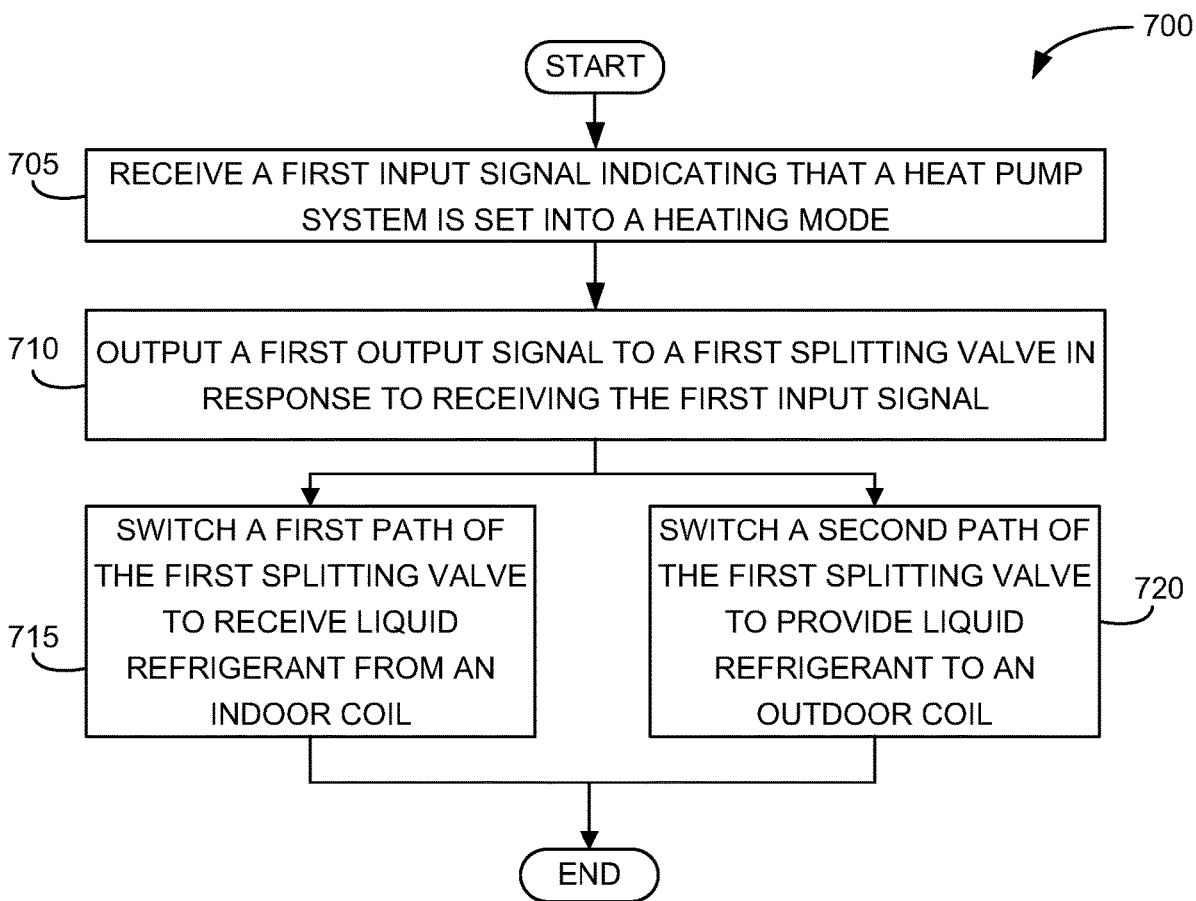 700
START
705
RECEIVE A FIRST INPUT SIGNAL INDICATING THAT A HEAT PUMP
SYSTEM IS SET INTO A HEATING MODE
710
OUTPUT A FIRST OUTPUT SIGNAL TO A FIRST SPLITTING VALVE IN
RESPONSE TO RECEIVING THE FIRST INPUT SIGNAL
715
SWITCH A FIRST PATH OF
THE FIRST SPLITTING VALVE
TO RECEIVE LIQUID
REFRIGERANT FROM AN
INDOOR COIL
SWITCH A SECOND PATH OF
THE FIRST SPLITTING VALVE
TO PROVIDE LIQUID
REFRIGERANT TO AN
OUTDOOR COIL
720
END